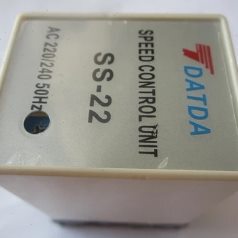 DATDA
SPEED CONTROL UNIT
SS-22
AC 220/240 50Hz